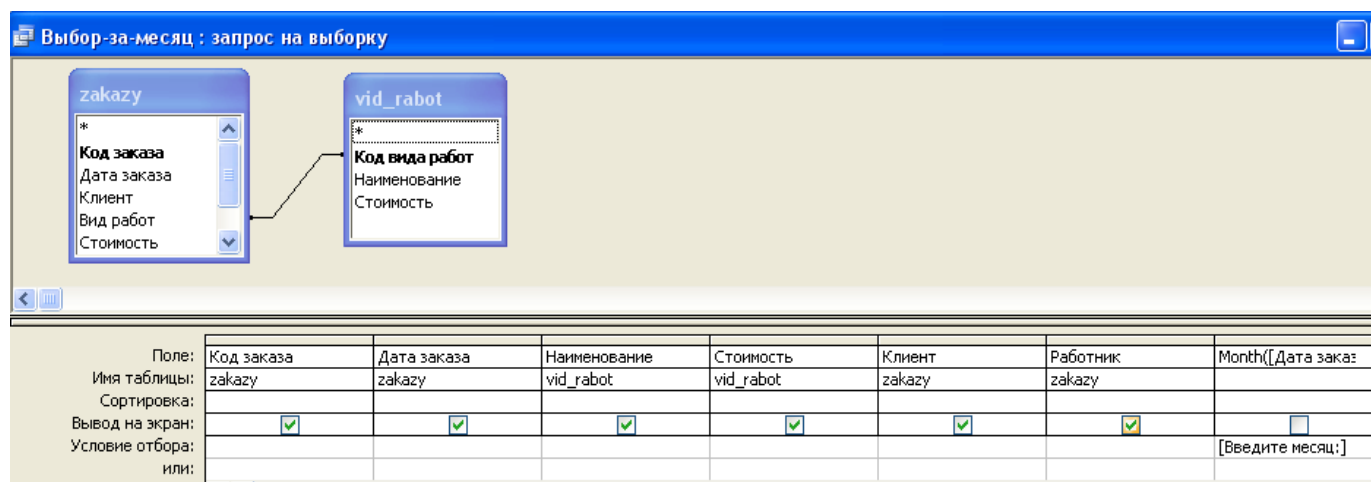 Выбор-за-месяц : запрос на выборку
zakazy
*
Код заказа
Дата заказа
Клиент
Вид работ
Стоимость
vid_rabot
*
Код вида работ
Наименование
Стоимость
Поле: Код заказа Дата заказа Наименование Стоимость Клиент Работник Month([Дата заказ
Имя таблицы: zakazy zakazy vid_rabot vid_rabot zakazy zakazy
Сортировка:
Вывод на экран:
Условие отбора: [Введите месяц:]
или: